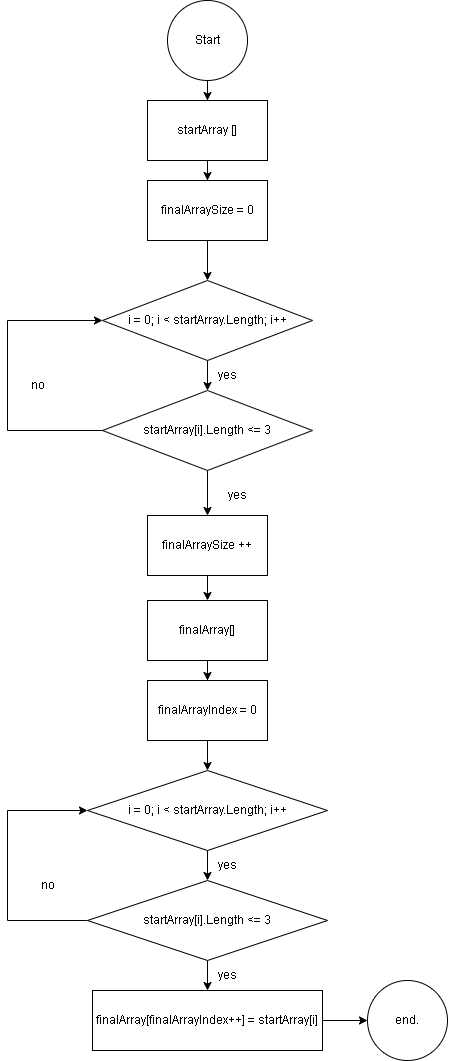 Start
startArray []
finalArraySize = 0
i = 0; i < startArray.Length; i++
yes
no
startArray[i].Length <= 3
yes
finalArraySize ++
finalArray[]
finalArrayIndex = 0
i = 0; i < startArray.Length; i++
yes
no
startArray[i].Length <= 3
yes
finalArray[finalArrayIndex++] = startArray[i]
end.